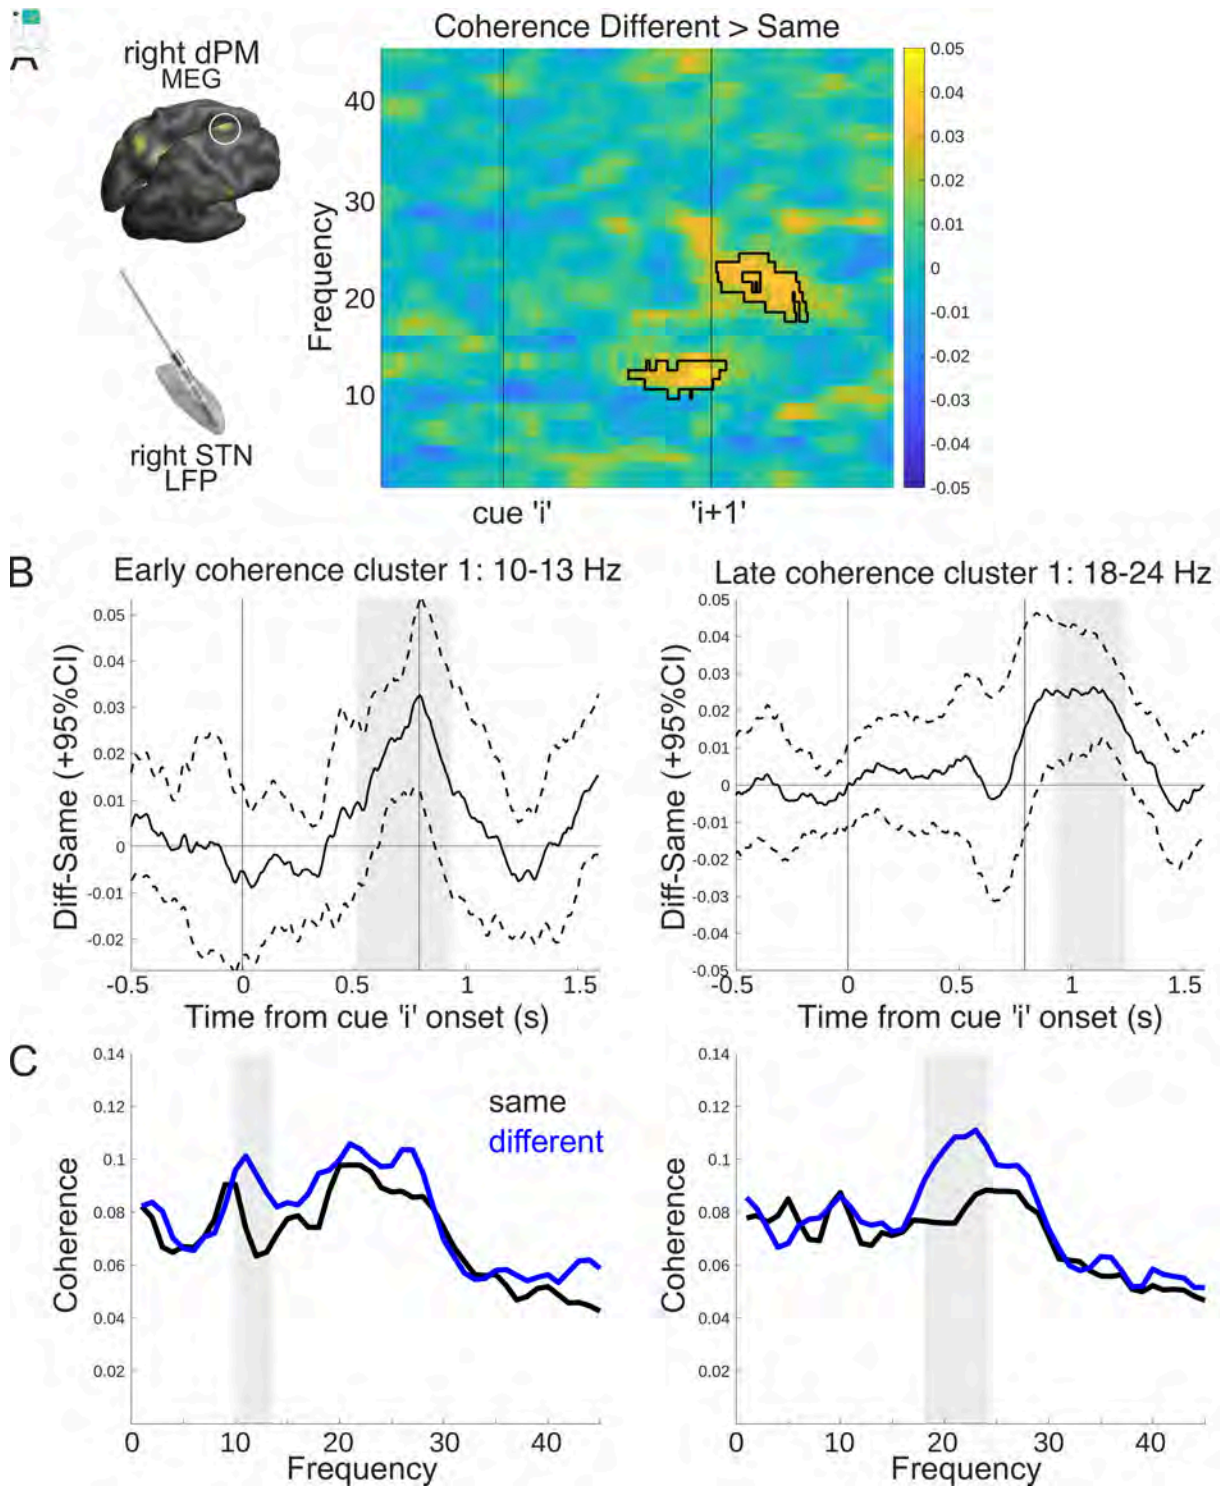 A
right dPM
MEG
right STN
LFP
Coherence Different > Same
Frequency
40
30
20
10
cue 'i'
'i+1'
0.05
0.04
0.03
0.02
0.01
0
-0.01
-0.02
-0.03
-0.04
-0.05
B
Early coherence cluster 1: 10-13 Hz
Diff-Same (+95%CI)
0.05
0.04
0.03
0.02
0.01
0
-0.01
-0.02
-0.5 0 0.5 1 1.5
Time from cue 'i' onset (s)
Late coherence cluster 1: 18-24 Hz
Diff-Same (+95%CI)
0.05
0.04
0.03
0.02
0.01
0
-0.01
-0.02
-0.03
-0.04
-0.05
-0.5 0 0.5 1 1.5
Time from cue 'i' onset (s)
C
same
different
Coherence
0.14
0.12
0.1
0.08
0.06
0.04
0.02
0 10 20 30 40
Frequency
Coherence
0.14
0.12
0.1
0.08
0.06
0.04
0.02
0 10 20 30 40
Frequency